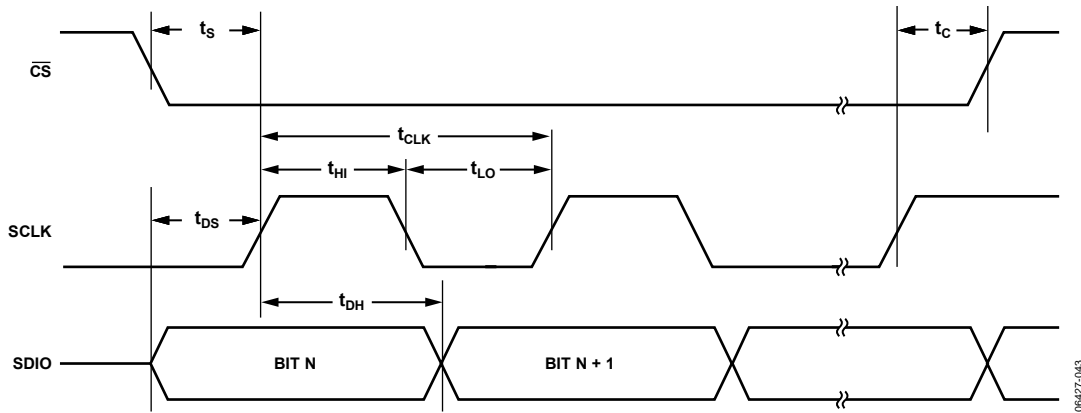 tS
tC
CS
tCLK
tHI
tLO
tDS
SCLK
tDH
SDIO
BIT N
BIT N + 1
06427-043